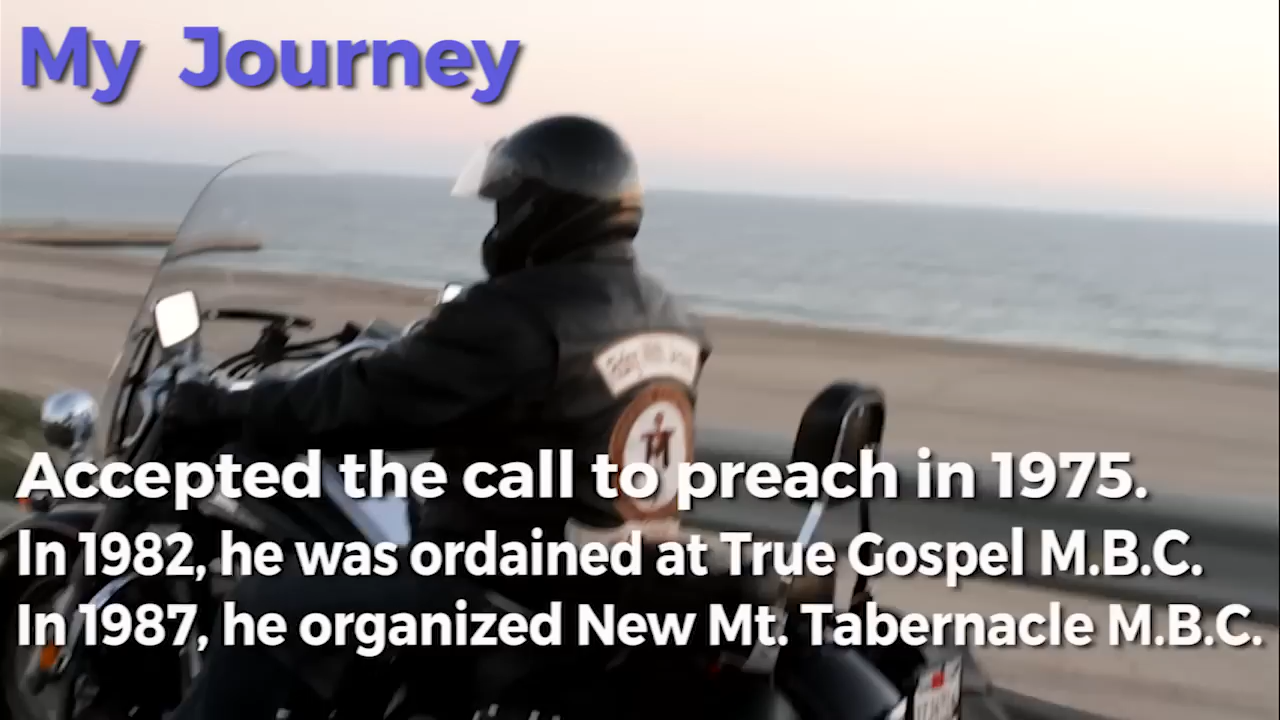 My Journey
Accepted the call to preach in 1975.
In 1982, he was ordained at True Gospel M.B.C.
In 1987, he organized New Mt. Tabernacle M.B.C.